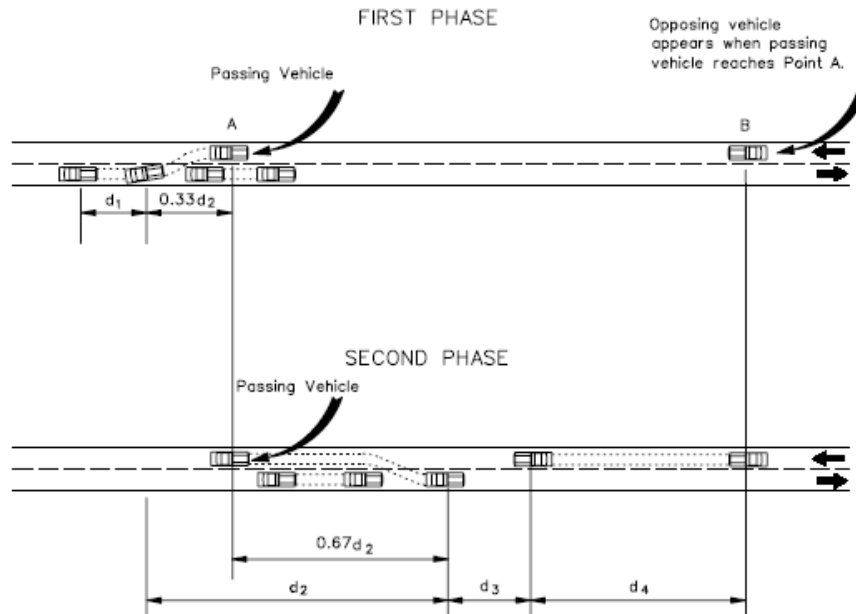 FIRST PHASE
Opposing vehicle
appears when passing
vehicle reaches Point A.
Passing Vehicle
A
B
d1
0.33d2
SECOND PHASE
Passing Vehicle
0.67d2
d2
d3
d4